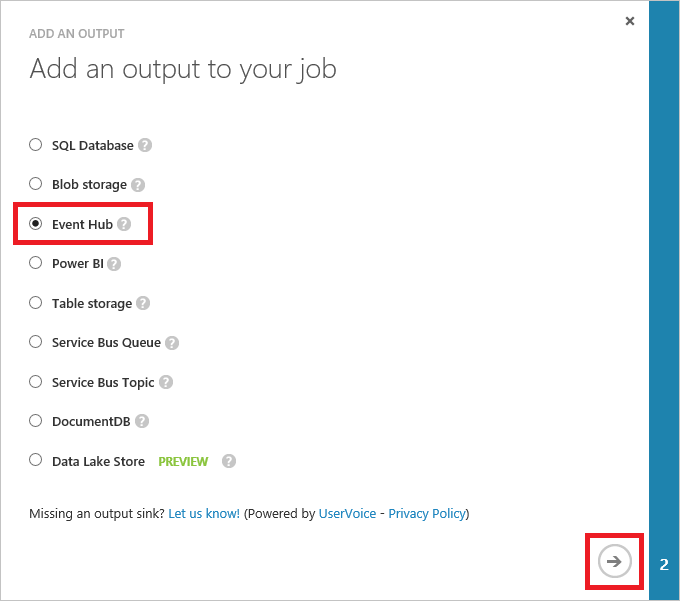 ADD AN OUTPUT
Add an output to your job
SQL Database ?
Blob storage ?
Event Hub ?
Power BI ?
Table storage ?
Service Bus Queue ?
Service Bus Topic ?
DocumentDB ?
Data Lake Store PREVIEW ?
Missing an output sink? Let us know! (Powered by UserVoice - Privacy Policy)
2